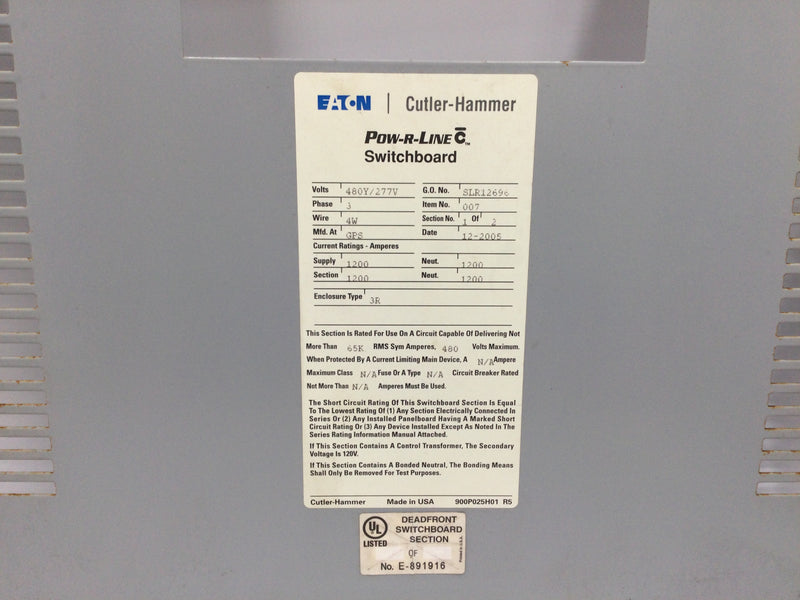 EATON | Cutler-Hammer
POW-R-LINE C™
Switchboard
Volts 480Y/277V G.O. No. SLR12696
Phase 3 Item No. 007
Wire 4W Section No. 1 Of 2
Mfd. At GPS Date 12-2005
Current Ratings - Amperes
Supply 1200 Neut. 1200
Section 1200 Neut. 1200
Enclosure Type 3R
This Section Is Rated For Use On A Circuit Capable Of Delivering Not
More Than 65K RMS Sym Amperes, 480 Volts Maximum.
When Protected By A Current Limiting Main Device, A N/A Ampere
Maximum Class N/A Fuse Or A Type N/A Circuit Breaker Rated
Not More Than N/A Amperes Must Be Used.
The Short Circuit Rating Of This Switchboard Section Is Equal
To The Lowest Rating Of (1) Any Section Electrically Connected In
Series Or (2) Any Installed Panelboard Having A Marked Short
Circuit Rating Or (3) Any Device Installed Except As Noted In The
Series Rating Information Manual Attached.
If This Section Contains A Control Transformer, The Secondary
Voltage Is 120V.
If This Section Contains A Bonded Neutral, The Bonding Means
Shall Only Be Removed For Test Purposes.
Cutler-Hammer Made in USA 900P025H01 R5
UL
LISTED
DEADFRONT
SWITCHBOARD
SECTION
OF
No. E-891916
Printed in U.S.A.